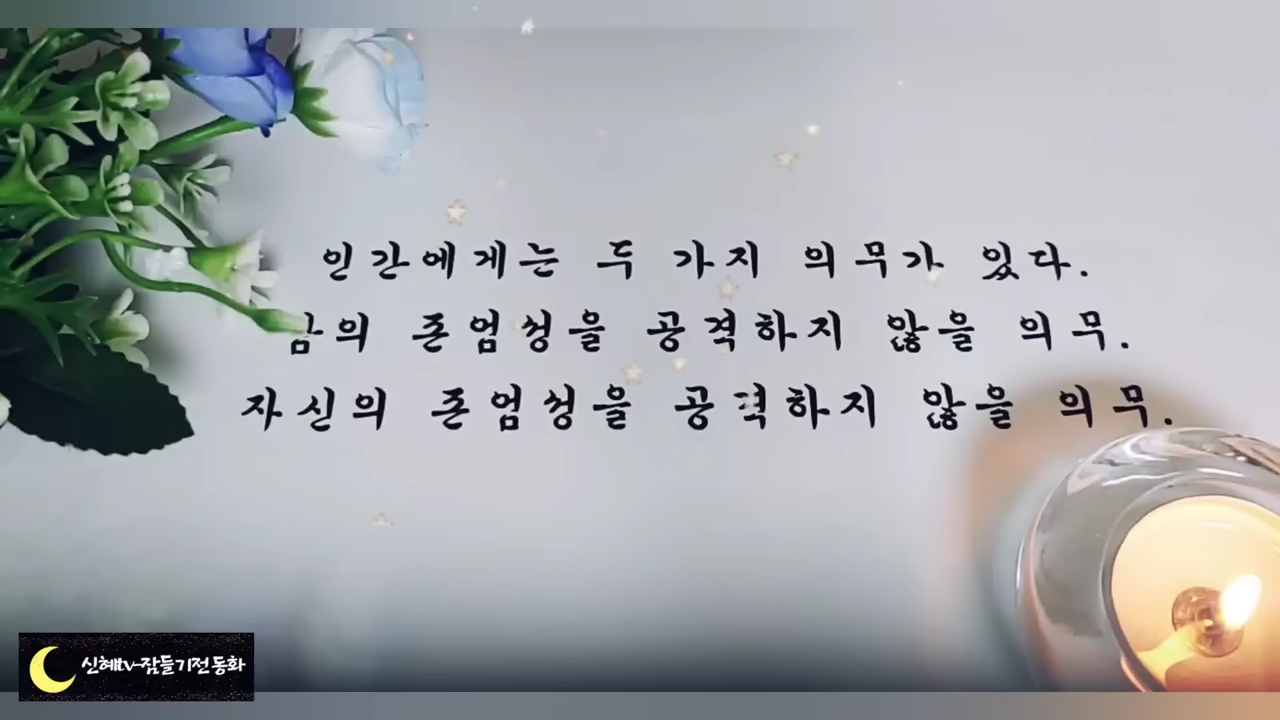 인간에게는 두 가지 의무가 있다.
남의 존엄성을 공격하지 않을 의무.
자신의 존엄성을 공격하지 않을 의무.
신혜tv-잠들기전 동화